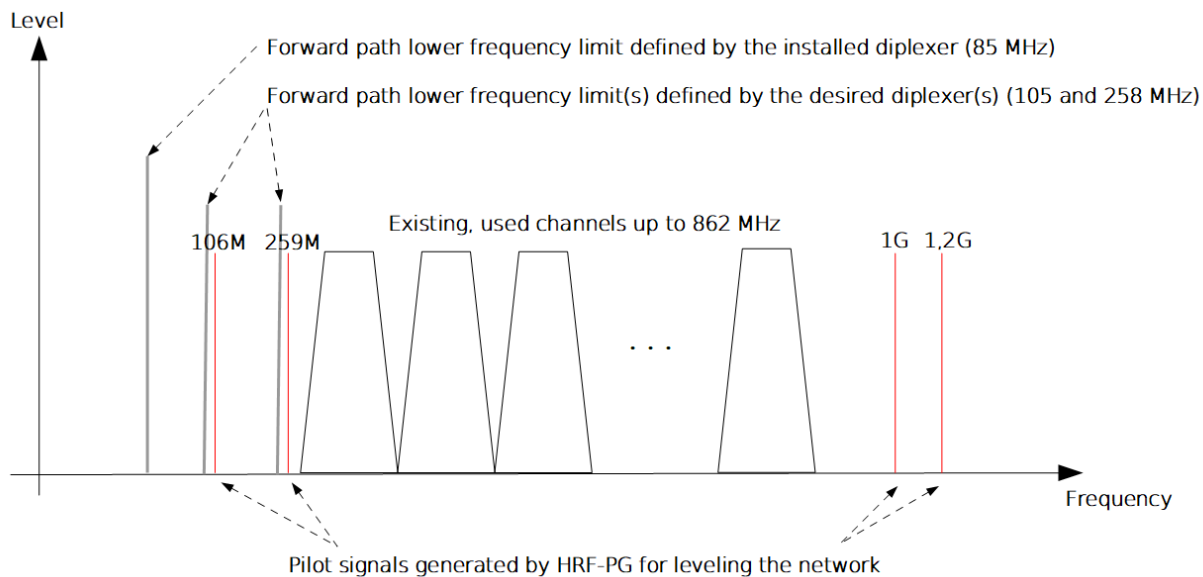 Level
Forward path lower frequency limit defined by the installed diplexer (85 MHz)
Forward path lower frequency limit(s) defined by the desired diplexer(s) (105 and 258 MHz)
Existing, used channels up to 862 MHz
106M 259M 1G 1,2G
. . .
Frequency
Pilot signals generated by HRF-PG for leveling the network